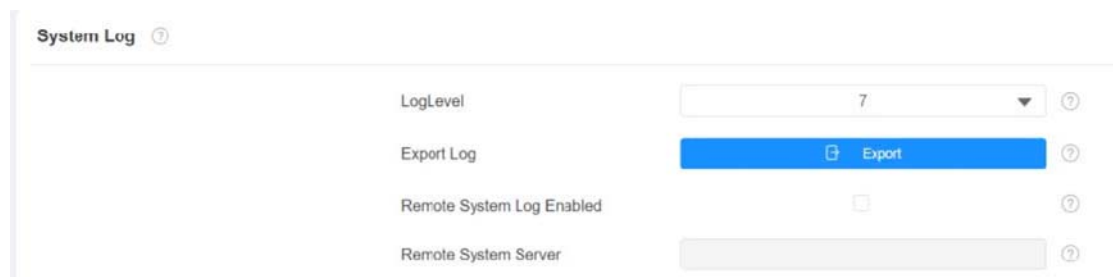 System Log ?
LogLevel 7 ?
Export Log Export ?
Remote System Log Enabled ?
Remote System Server ?